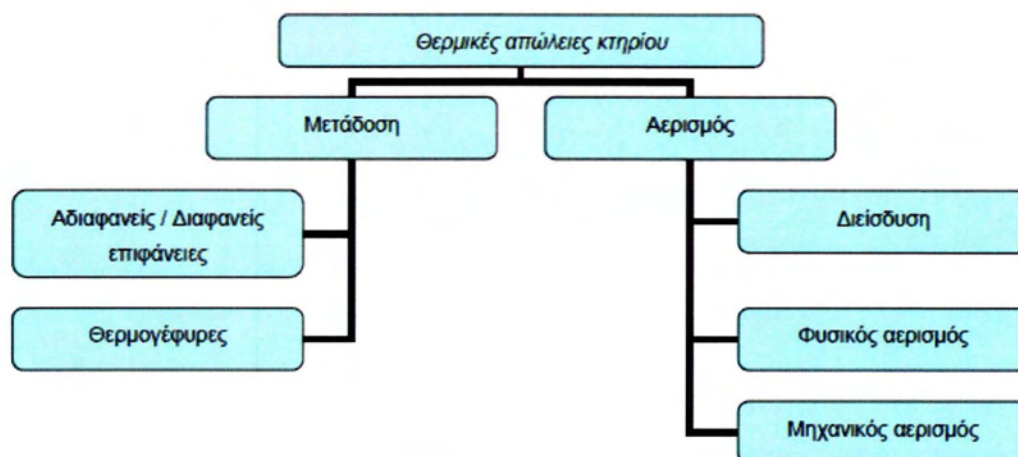 Θερμικές απώλειες κτηρίου
Μετάδοση
Αερισμός
Αδιαφανείς / Διαφανείς
επιφάνειες
Διείσδυση
Θερμογέφυρες
Φυσικός αερισμός
Μηχανικός αερισμός